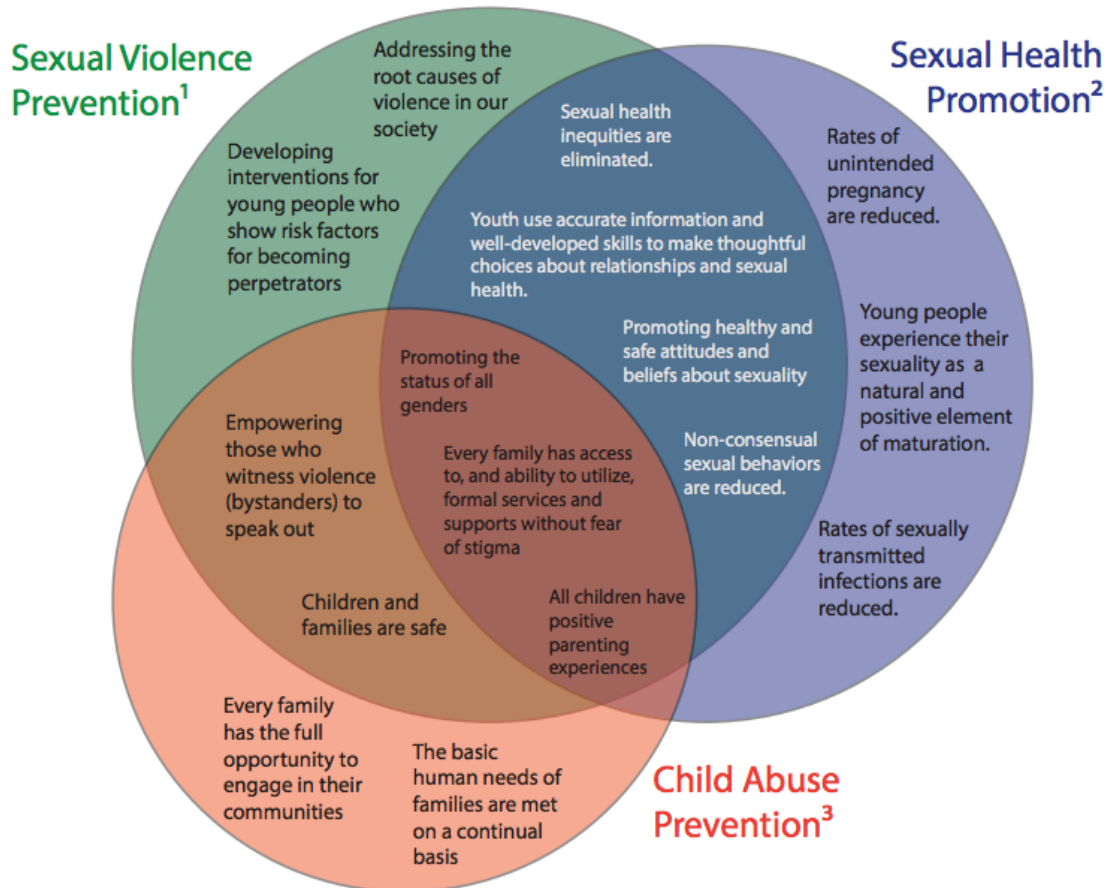 Sexual Violence
Prevention¹
Addressing the
root causes of
violence in our
society
Developing
interventions for
young people who
show risk factors
for becoming
perpetrators
Sexual Health
Promotion²
Sexual health
inequities are
eliminated.
Rates of
unintended
pregnancy
are reduced.
Youth use accurate information and
well-developed skills to make thoughtful
choices about relationships and sexual
health.
Promoting healthy and
safe attitudes and
beliefs about sexuality
Young people
experience their
sexuality as a
natural and
positive element
of maturation.
Promoting the
status of all
genders
Empowering
those who
witness violence
(bystanders) to
speak out
Every family has access
to, and ability to utilize,
formal services and
supports without fear
of stigma
Non-consensual
sexual behaviors
are reduced.
Rates of sexually
transmitted
infections are
reduced.
Children and
families are safe
All children have
positive
parenting
experiences
Every family
has the full
opportunity to
engage in their
communities
The basic
human needs of
families are met
on a continual
basis
Child Abuse
Prevention³